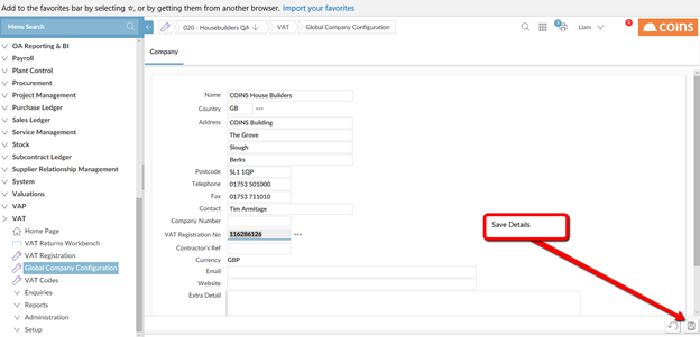 Add to the favorites bar by selecting ☆, or by getting them from another browser. Import your favorites
Menu Search
020 - Housebuilders QA
VAT
Global Company Configuration
Liam
coins
OA Reporting & BI
Payroll
Plant Control
Procurement
Project Management
Purchase Ledger
Sales Ledger
Service Management
Stock
Subcontract Ledger
Supplier Relationship Management
System
Valuations
VAP
VAT
Home Page
VAT Returns Workbench
VAT Registration
Global Company Configuration
VAT Codes
Enquiries
Reports
Administration
Setup
Company
Name COINS House Builders
Country GB
Address COINS Building
The Grove
Slough
Berks
Postcode SL1 1QP
Telephone 01753 501000
Fax 01753 711010
Contact Tim Armitage
Company Number
VAT Registration No 116286126
Contractor's Ref
Currency GBP
Email
Website
Extra Detail
Save Details